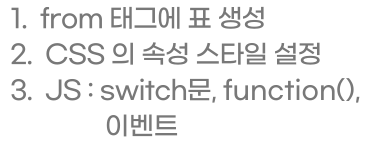 1. from 태그에 표 생성
2. CSS 의 속성 스타일 설정
3. JS : switch문, function(),
이벤트